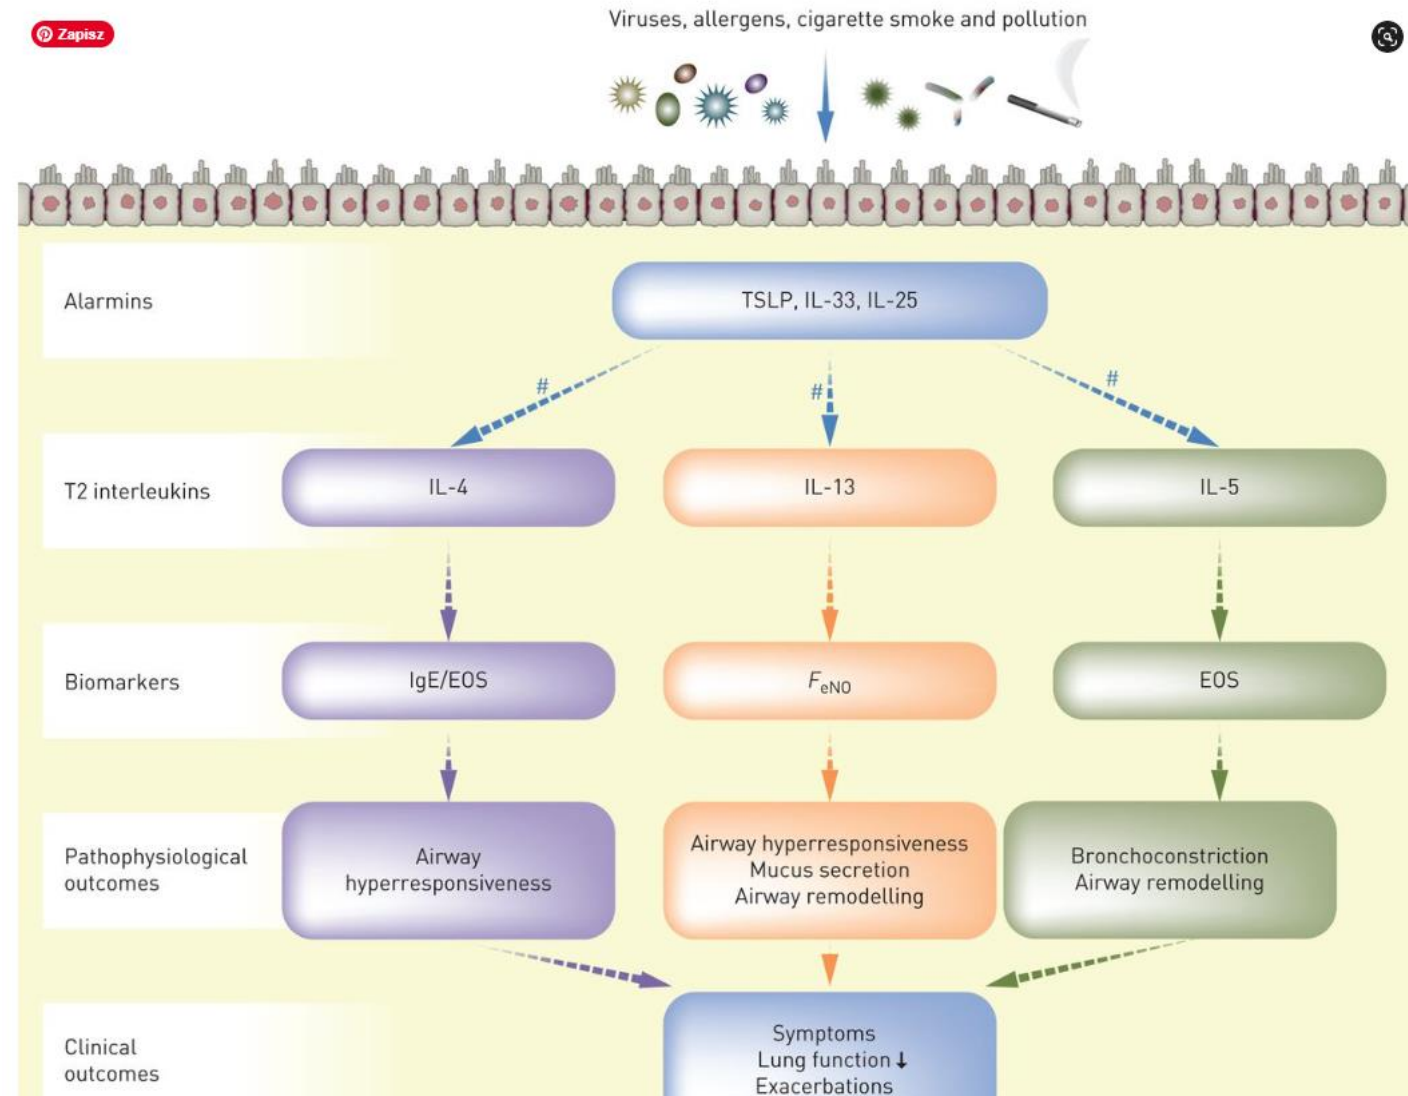 Zapisz
Viruses, allergens, cigarette smoke and pollution
Alarmins
TSLP, IL-33, IL-25
#
#
#
T2 interleukins
IL-4
IL-13
IL-5
Biomarkers
IgE/EOS
FeNO
EOS
Pathophysiological
outcomes
Airway
hyperresponsiveness
Airway hyperresponsiveness
Mucus secretion
Airway remodelling
Bronchoconstriction
Airway remodelling
Clinical
outcomes
Symptoms
Lung function ↓
Exacerbations